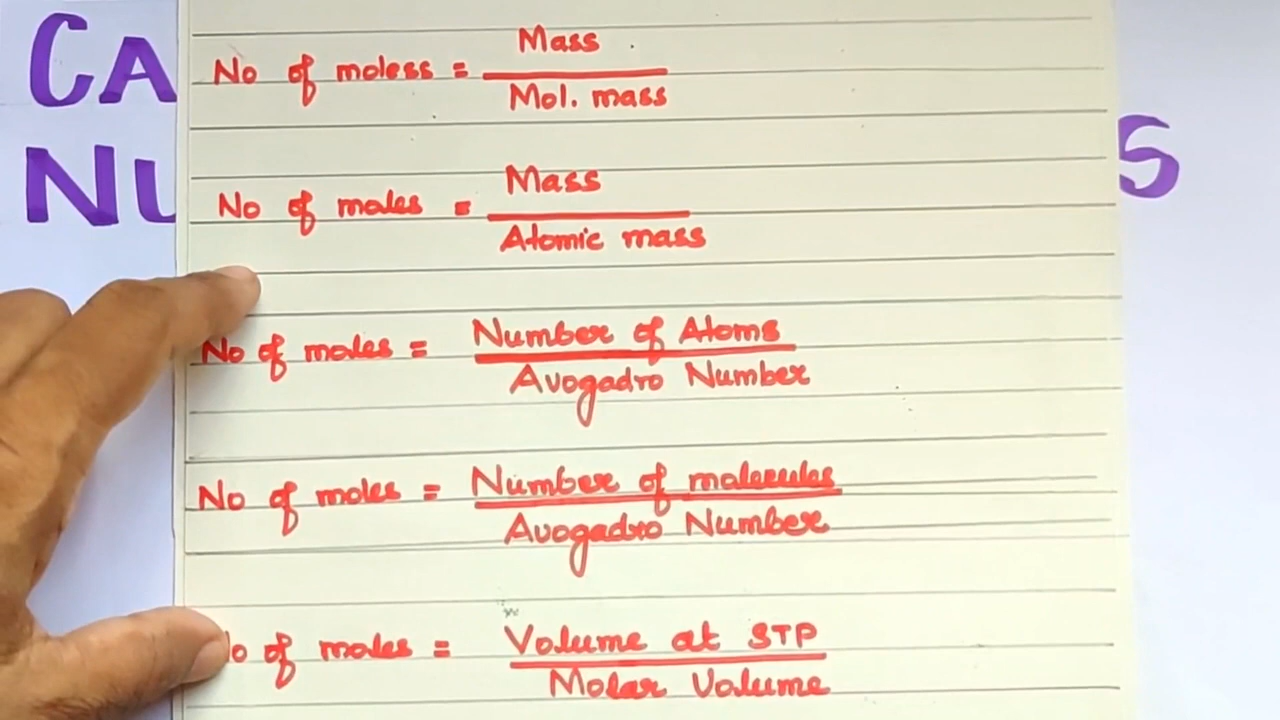 CA
NU
S
No of moless = Mass
Mol. mass
No of moles = Mass
Atomic mass
No of moles = Number of Atoms
Avogadro Number
No of moles = Number of molecules
Avogadro Number
No of moles = Volume at STP
Molar Volume